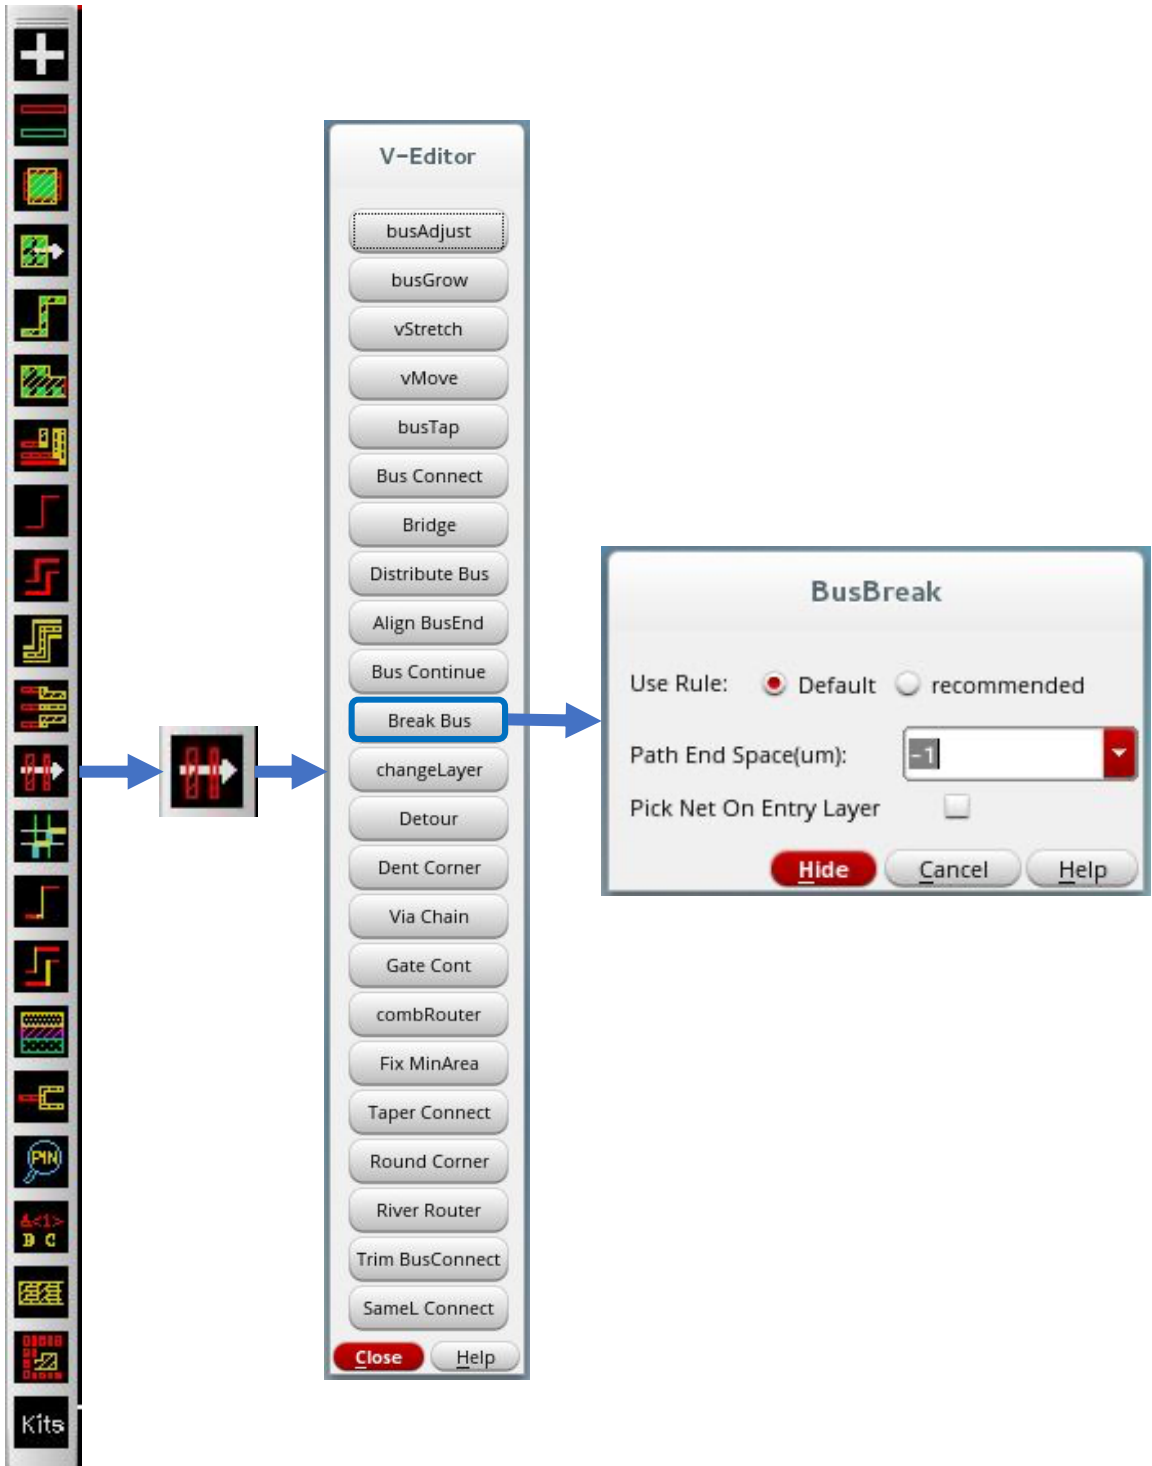 PIN
A<1>
B C
Kits
V-Editor
busAdjust
busGrow
vStretch
vMove
busTap
Bus Connect
Bridge
Distribute Bus
Align BusEnd
Bus Continue
Break Bus
changeLayer
Detour
Dent Corner
Via Chain
Gate Cont
combRouter
Fix MinArea
Taper Connect
Round Corner
River Router
Trim BusConnect
SameL Connect
Close Help
BusBreak
Use Rule: Default recommended
Path End Space(um): -1
Pick Net On Entry Layer
Hide Cancel Help